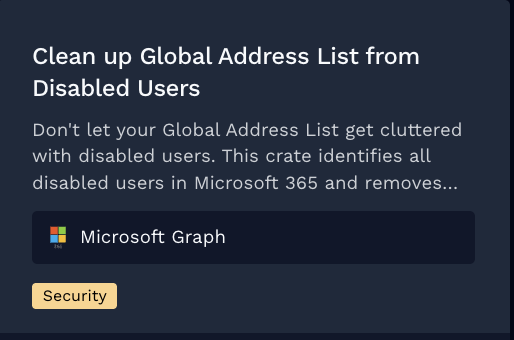 Clean up Global Address List from
Disabled Users
Don't let your Global Address List get cluttered
with disabled users. This crate identifies all
disabled users in Microsoft 365 and removes...
Microsoft Graph
Security